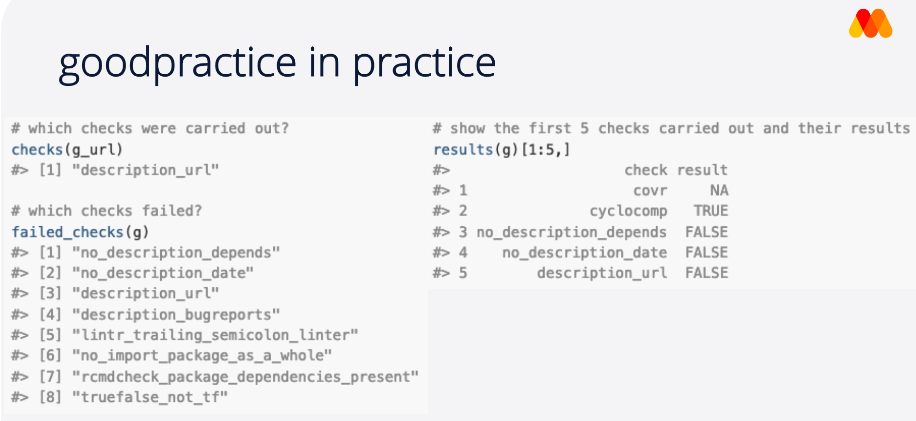 goodpractice in practice
# which checks were carried out?
checks(g_url)
#> [1] "description_url"
# which checks failed?
failed_checks(g)
#> [1] "no_description_depends"
#> [2] "no_description_date"
#> [3] "description_url"
#> [4] "description_bugreports"
#> [5] "lintr_trailing_semicolon_linter"
#> [6] "no_import_package_as_a_whole"
#> [7] "rcmdcheck_package_dependencies_present"
#> [8] "truefalse_not_tf"
# show the first 5 checks carried out and their results
results(g)[1:5,]
#> check result
#> 1 covr NA
#> 2 cyclocomp TRUE
#> 3 no_description_depends FALSE
#> 4 no_description_date FALSE
#> 5 description_url FALSE